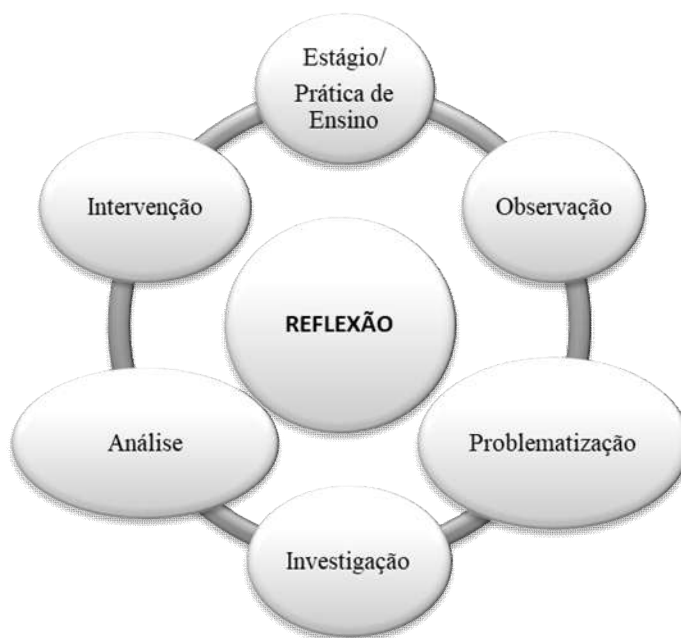 Estágio/
Prática de
Ensino
Intervenção
Observação
REFLEXÃO
Análise
Problematização
Investigação